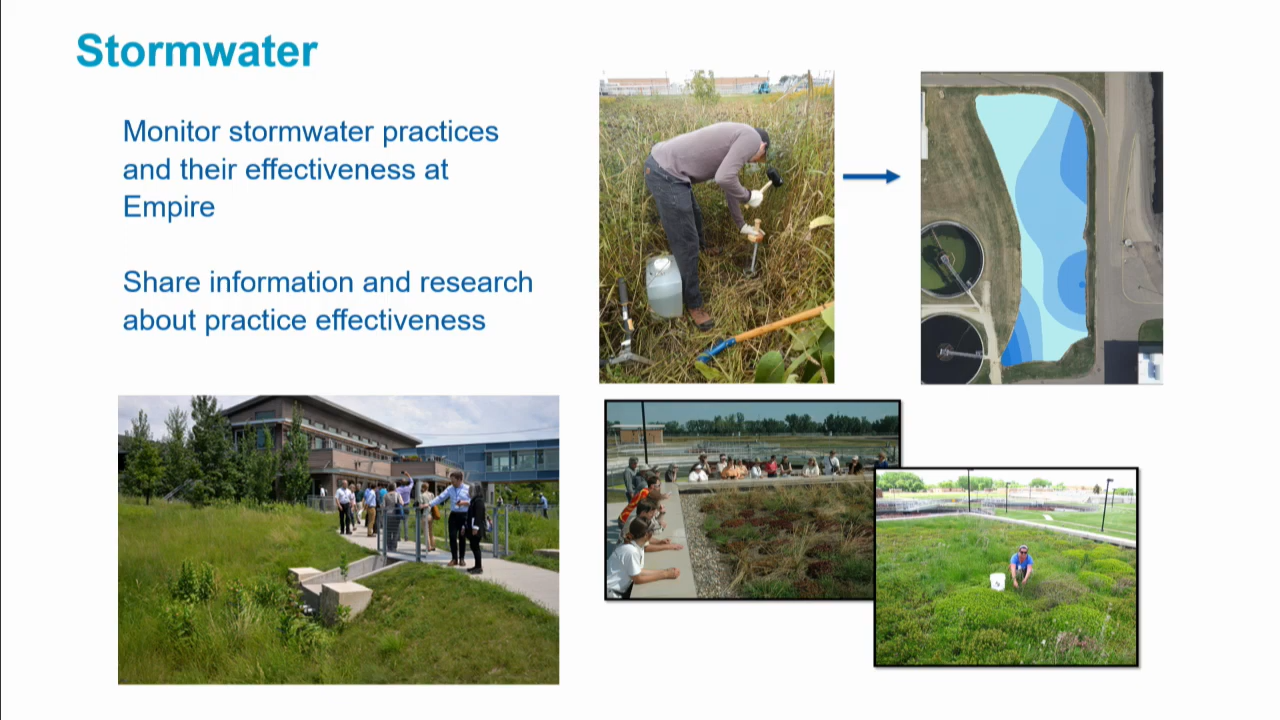 Stormwater
Monitor stormwater practices
and their effectiveness at
Empire
Share information and research
about practice effectiveness